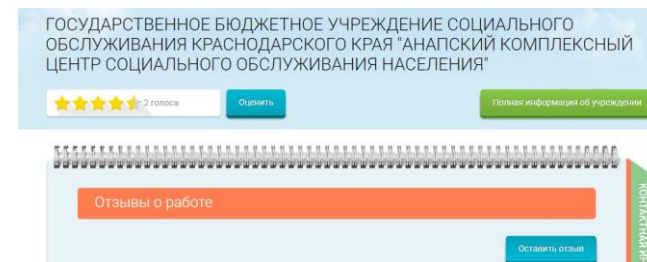 ГОСУДАРСТВЕННОЕ БЮДЖЕТНОЕ УЧРЕЖДЕНИЕ СОЦИАЛЬНОГО
ОБСЛУЖИВАНИЯ КРАСНОДАРСКОГО КРАЯ "АНАПСКИЙ КОМПЛЕКСНЫЙ
ЦЕНТР СОЦИАЛЬНОГО ОБСЛУЖИВАНИЯ НАСЕЛЕНИЯ"
2 голоса
Оценить
Полная информация об учреждении
Отзывы о работе
Оставить отзыв
КОНТАКТНАЯ